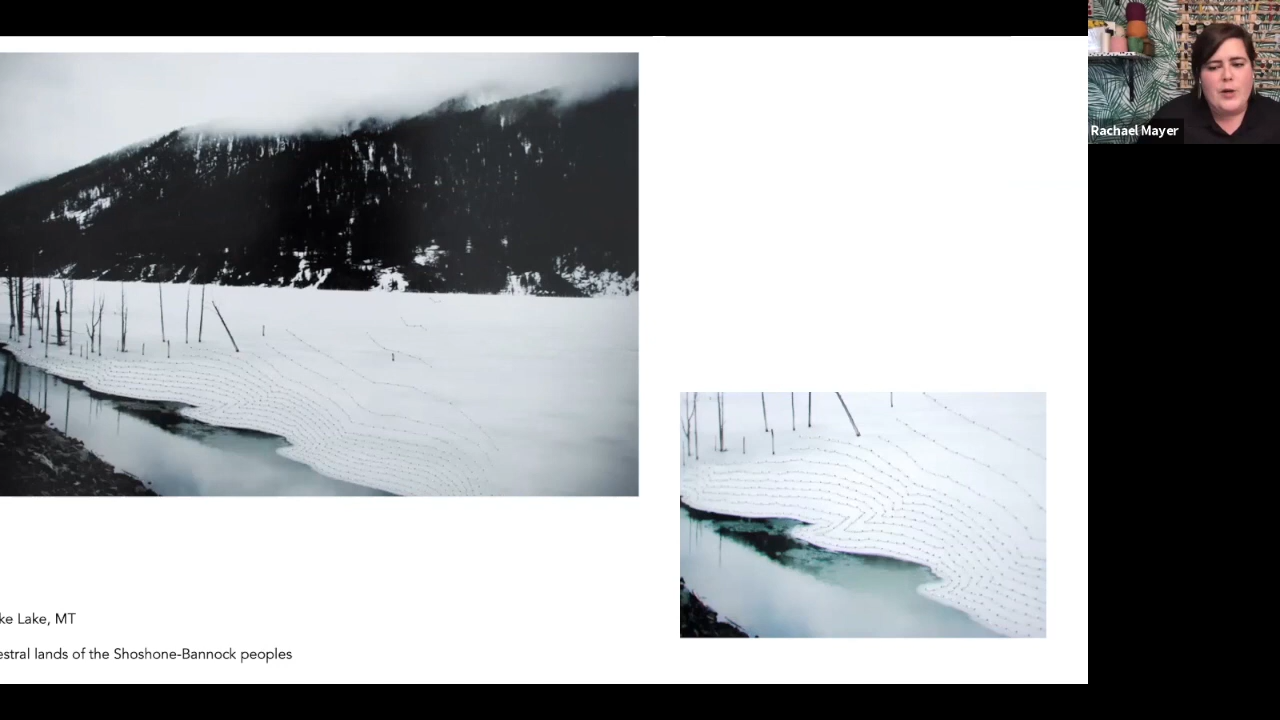 Rachael Mayer
ke Lake, MT
estral lands of the Shoshone-Bannock peoples